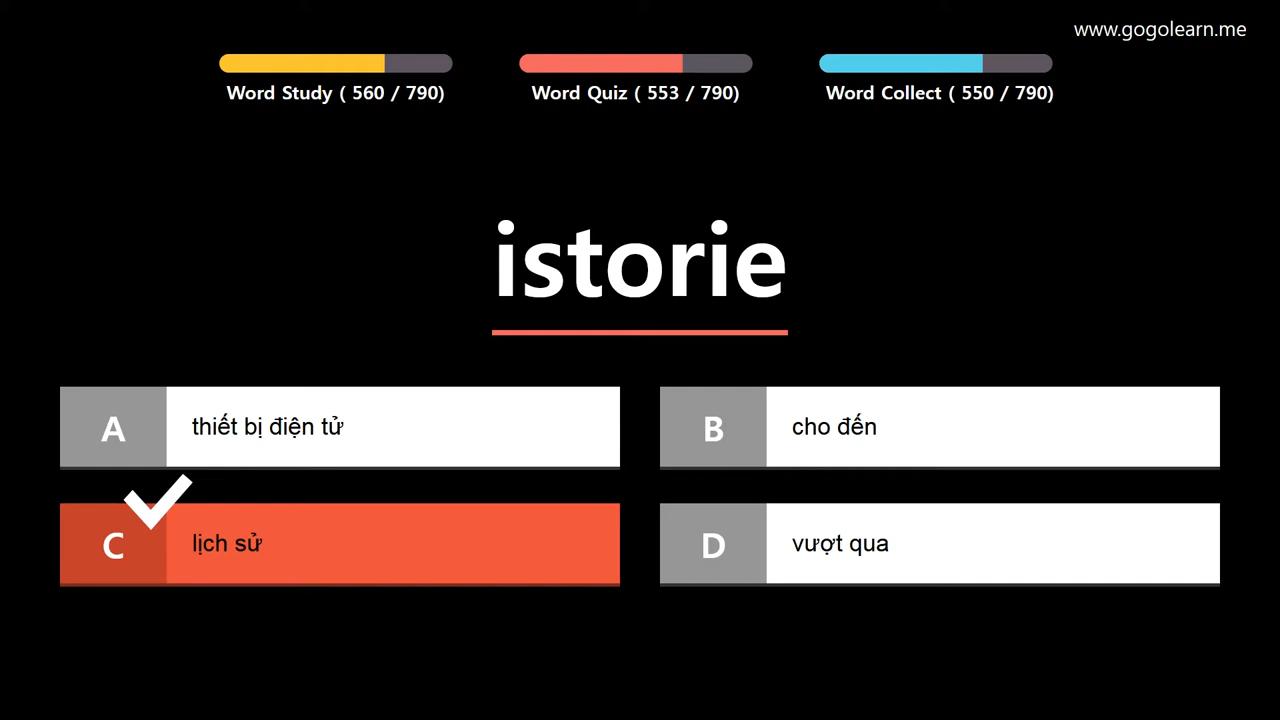 www.gogolearn.me
Word Study ( 560 / 790)
Word Quiz ( 553 / 790)
Word Collect ( 550 / 790)
istorie
A
thiết bị điện tử
B
cho đến
C
lịch sử
D
vượt qua